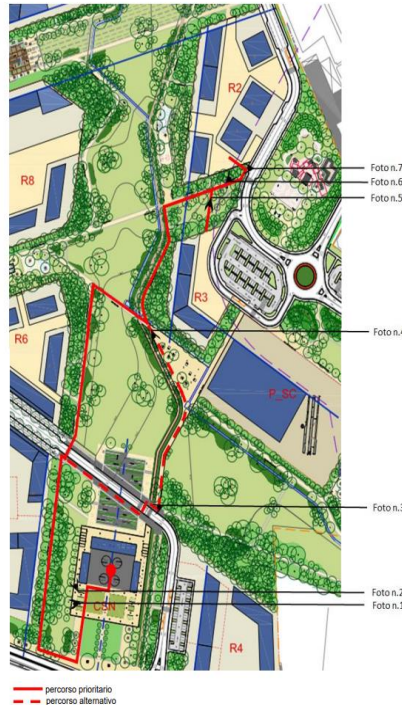 R2
Foto n.7
Foto n.6
R8
Foto n.5
R3
Foto n.4
R6
P_SC
Foto n.3
Foto n.2
CSN
Foto n.1
R4
percorso prioritario
percorso alternativo